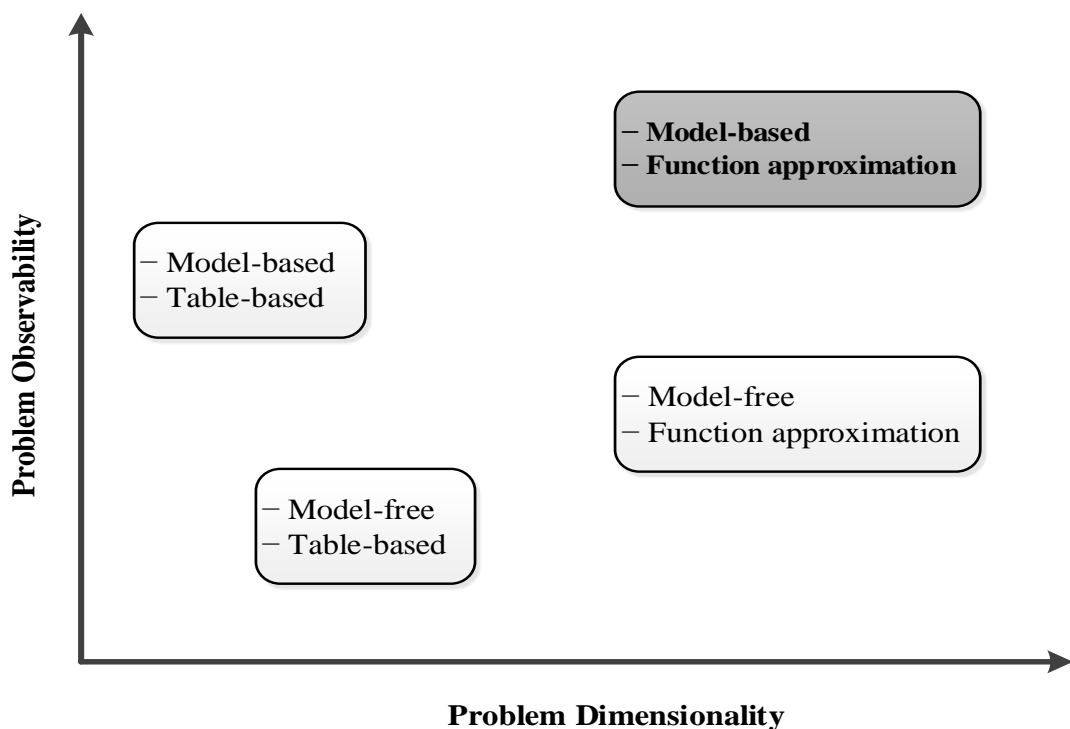 Problem Observability
– Model-based
– Function approximation
– Model-based
– Table-based
– Model-free
– Function approximation
– Model-free
– Table-based
Problem Dimensionality